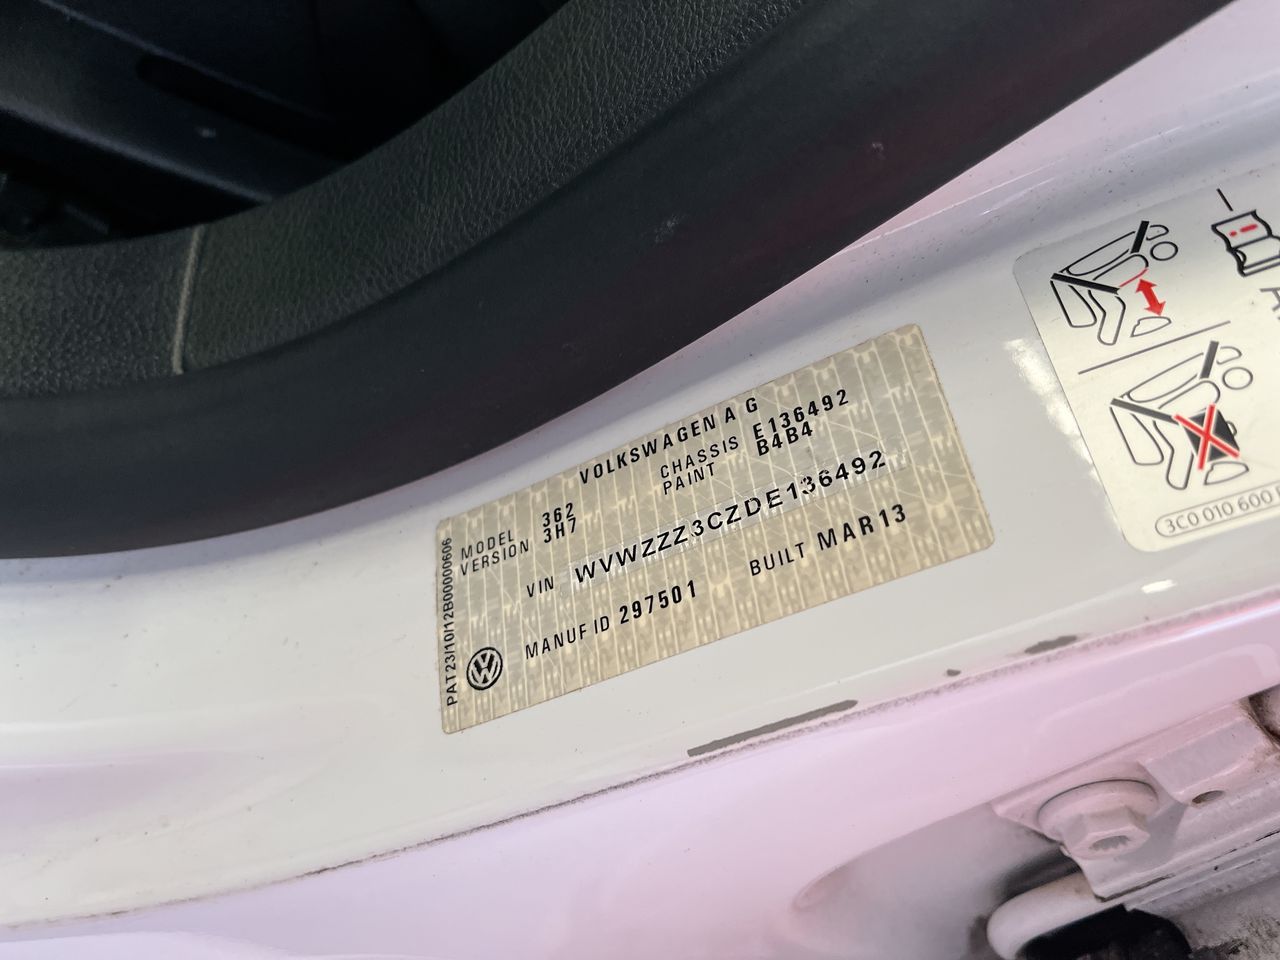 VOLKSWAGEN AG
MODEL 362 CHASSIS E136492
VERSION 3H7 PAINT B4B4
VIN WVWZZZ3CZDE136492
MANUF ID 297501 BUILT MAR13
PAT23/10/12B00000606
3C0 010 600